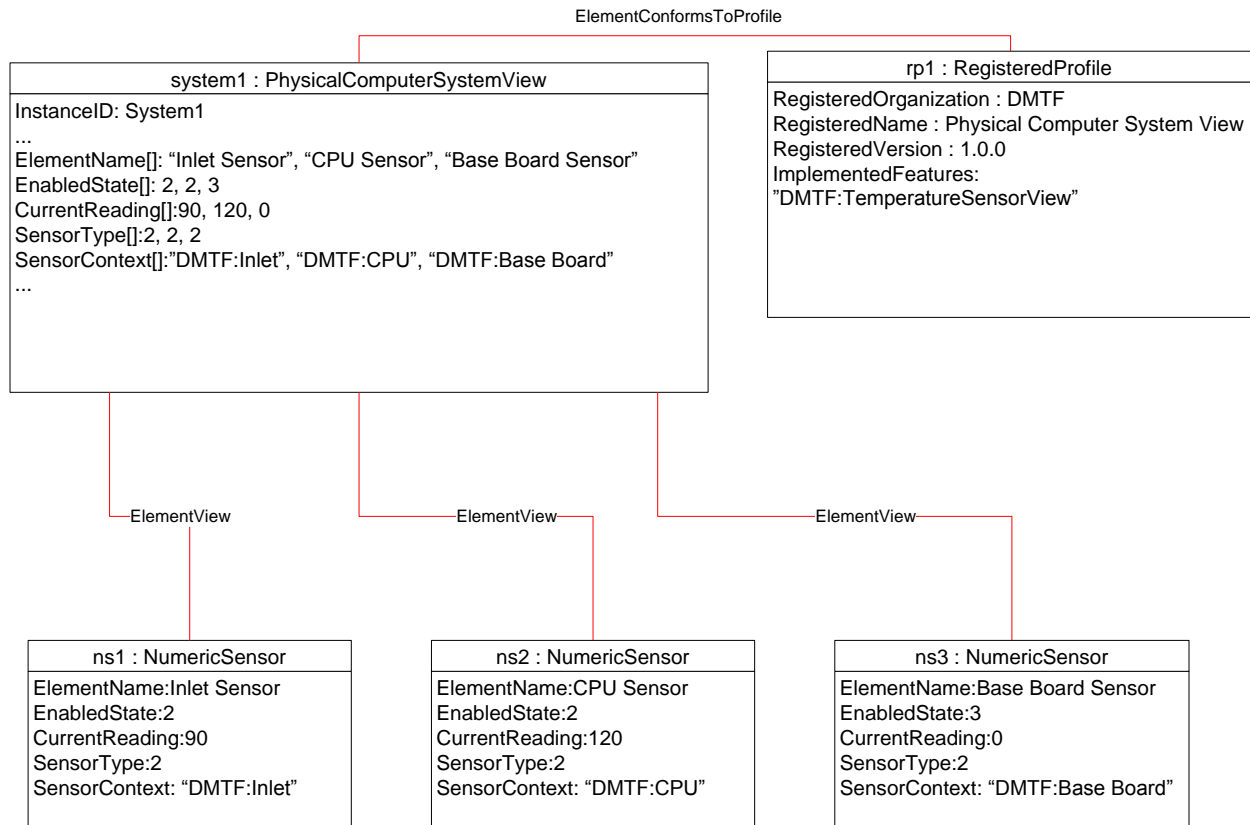 ElementConformsToProfile
system1 : PhysicalComputerSystemView
InstanceID: System1
...
ElementName[]: “Inlet Sensor”, “CPU Sensor”, “Base Board Sensor”
EnabledState[]: 2, 2, 3
CurrentReading[]:90, 120, 0
SensorType[]:2, 2, 2
SensorContext[]:”DMTF:Inlet”, “DMTF:CPU”, “DMTF:Base Board”
...
rp1 : RegisteredProfile
RegisteredOrganization : DMTF
RegisteredName : Physical Computer System View
RegisteredVersion : 1.0.0
ImplementedFeatures:
”DMTF:TemperatureSensorView”
ElementView
ElementView
ElementView
ns1 : NumericSensor
ElementName:Inlet Sensor
EnabledState:2
CurrentReading:90
SensorType:2
SensorContext: “DMTF:Inlet”
ns2 : NumericSensor
ElementName:CPU Sensor
EnabledState:2
CurrentReading:120
SensorType:2
SensorContext: “DMTF:CPU”
ns3 : NumericSensor
ElementName:Base Board Sensor
EnabledState:3
CurrentReading:0
SensorType:2
SensorContext: “DMTF:Base Board”